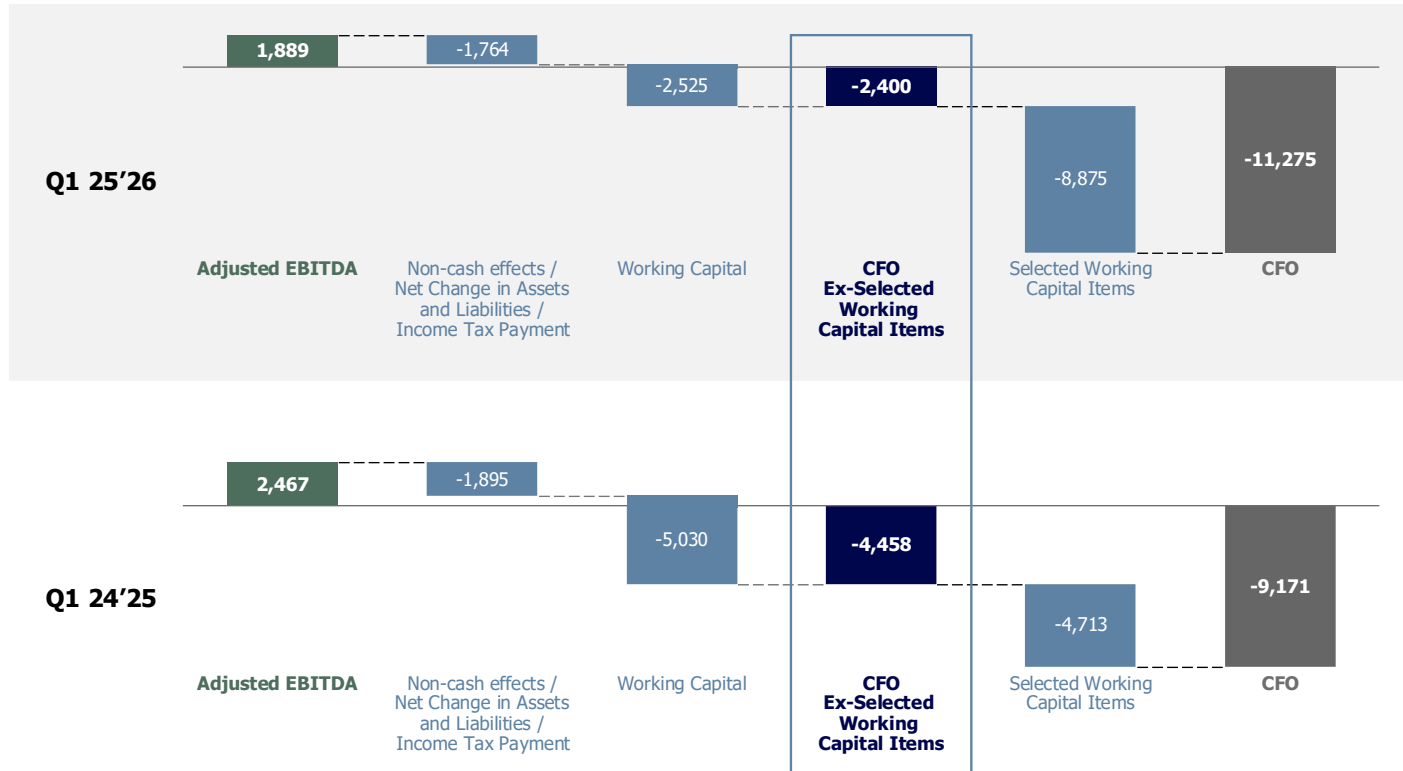 1,889
-1,764
-2,525
-2,400
-8,875
-11,275
Q1 25’26
Adjusted EBITDA
Non-cash effects /
Net Change in Assets
and Liabilities /
Income Tax Payment
Working Capital
CFO
Ex-Selected
Working
Capital Items
Selected Working
Capital Items
CFO
2,467
-1,895
-5,030
-4,458
-4,713
-9,171
Q1 24’25
Adjusted EBITDA
Non-cash effects /
Net Change in Assets
and Liabilities /
Income Tax Payment
Working Capital
CFO
Ex-Selected
Working
Capital Items
Selected Working
Capital Items
CFO